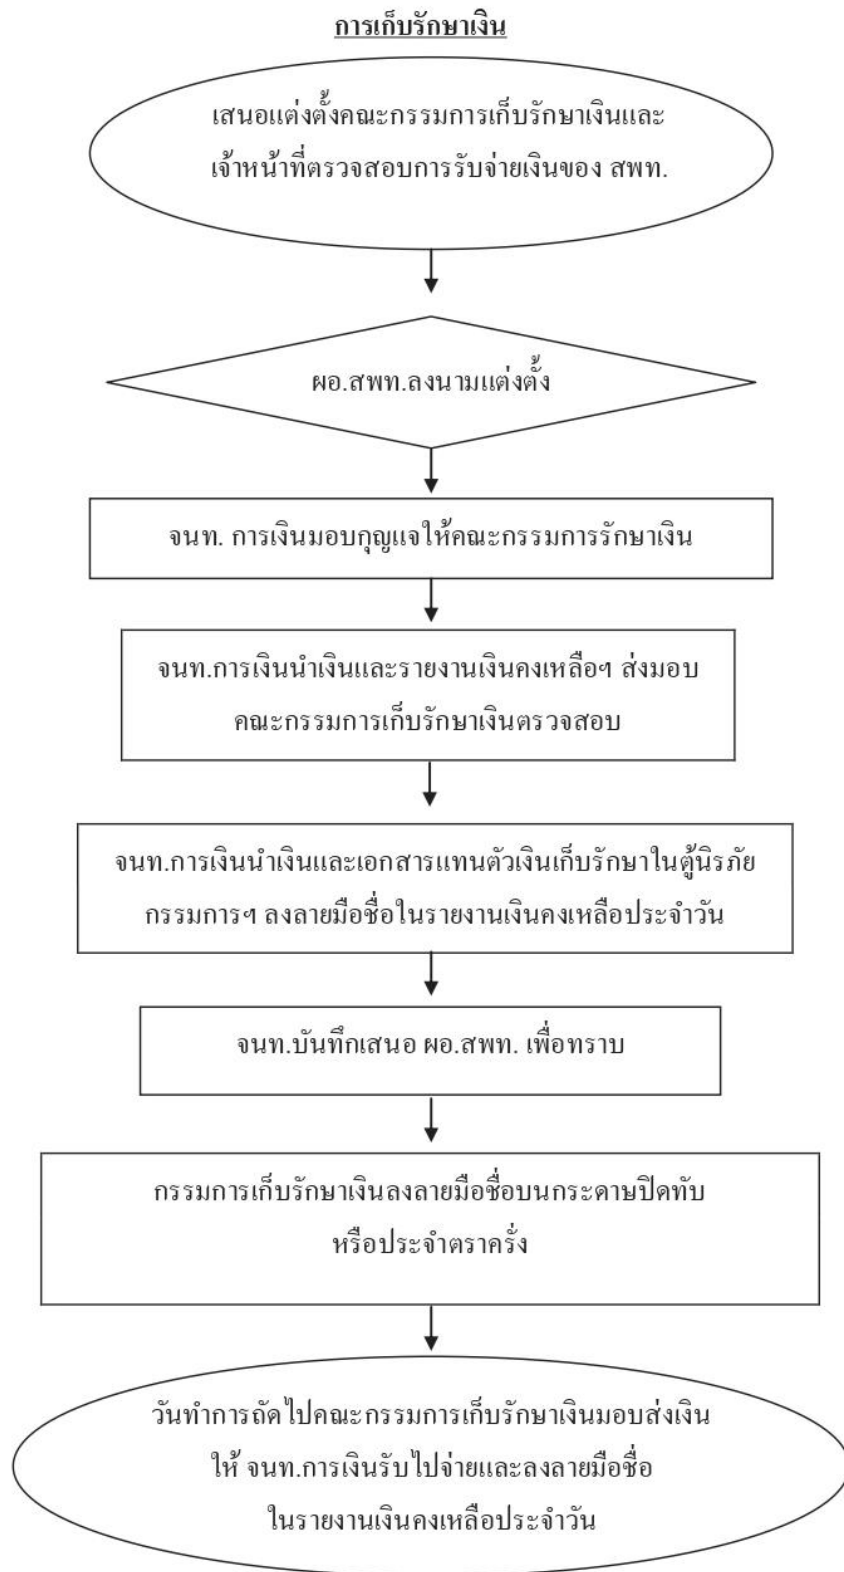 การเก็บรักษาเงิน
เสนอแต่งตั้งคณะกรรมการเก็บรักษาเงินและ
เจ้าหน้าที่ตรวจสอบการรับจ่ายเงินของ สพท.
ผอ.สพท.ลงนามแต่งตั้ง
จนท. การเงินมอบกุญแจให้คณะกรรมการรักษาเงิน
จนท.การเงินนำเงินและรายงานเงินคงเหลือฯ ส่งมอบ
คณะกรรมการเก็บรักษาเงินตรวจสอบ
จนท.การเงินนำเงินและเอกสารแทนตัวเงินเก็บรักษาในตู้นิรภัย
กรรมการฯ ลงลายมือชื่อในรายงานเงินคงเหลือประจำวัน
จนท.บันทึกเสนอ ผอ.สพท. เพื่อทราบ
กรรมการเก็บรักษาเงินลงลายมือชื่อบนกระดาษปิดทับ
หรือประจำตราครั่ง
วันทำการถัดไปคณะกรรมการเก็บรักษาเงินมอบส่งเงิน
ให้ จนท.การเงินรับไปจ่ายและลงลายมือชื่อ
ในรายงานเงินคงเหลือประจำวัน